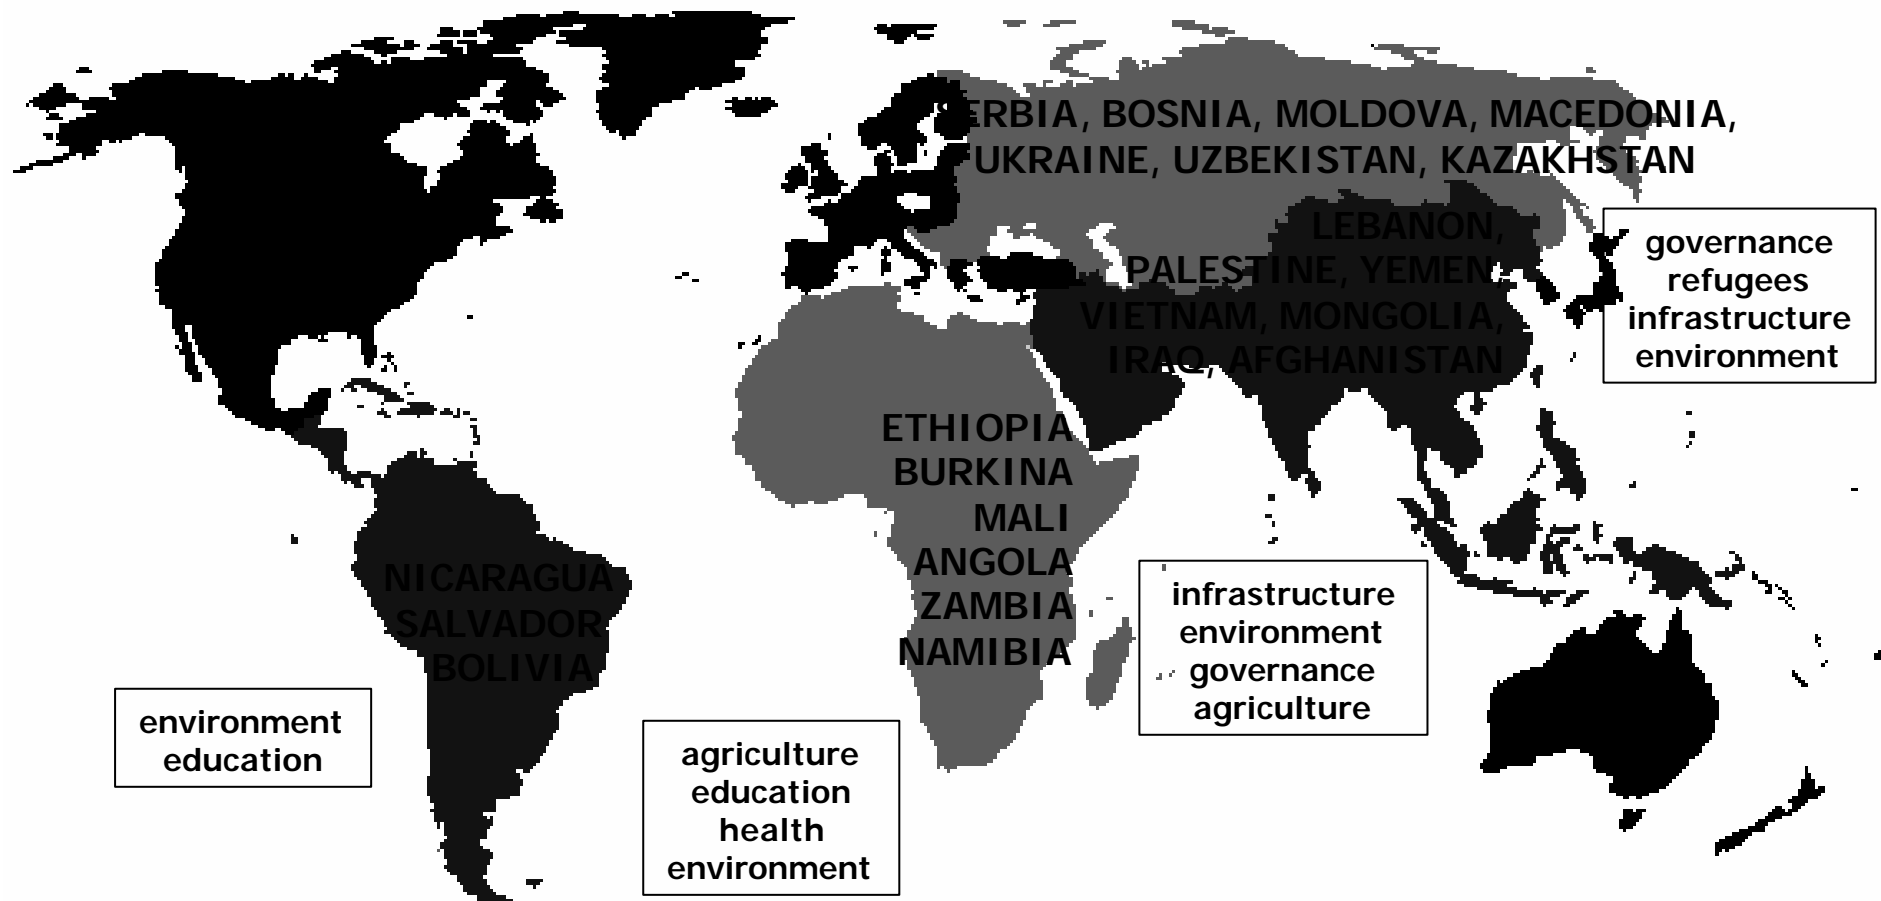 SERBIA, BOSNIA, MOLDOVA, MACEDONIA,
UKRAINE, UZBEKISTAN, KAZAKHSTAN
LEBANON,
PALESTINE, YEMEN,
VIETNAM, MONGOLIA,
IRAQ, AFGHANISTAN
governance
refugees
infrastructure
environment
ETHIOPIA
BURKINA
MALI
ANGOLA
ZAMBIA
NAMIBIA
NICARAGUA
SALVADOR
BOLIVIA
infrastructure
environment
governance
agriculture
environment
education
agriculture
education
health
environment